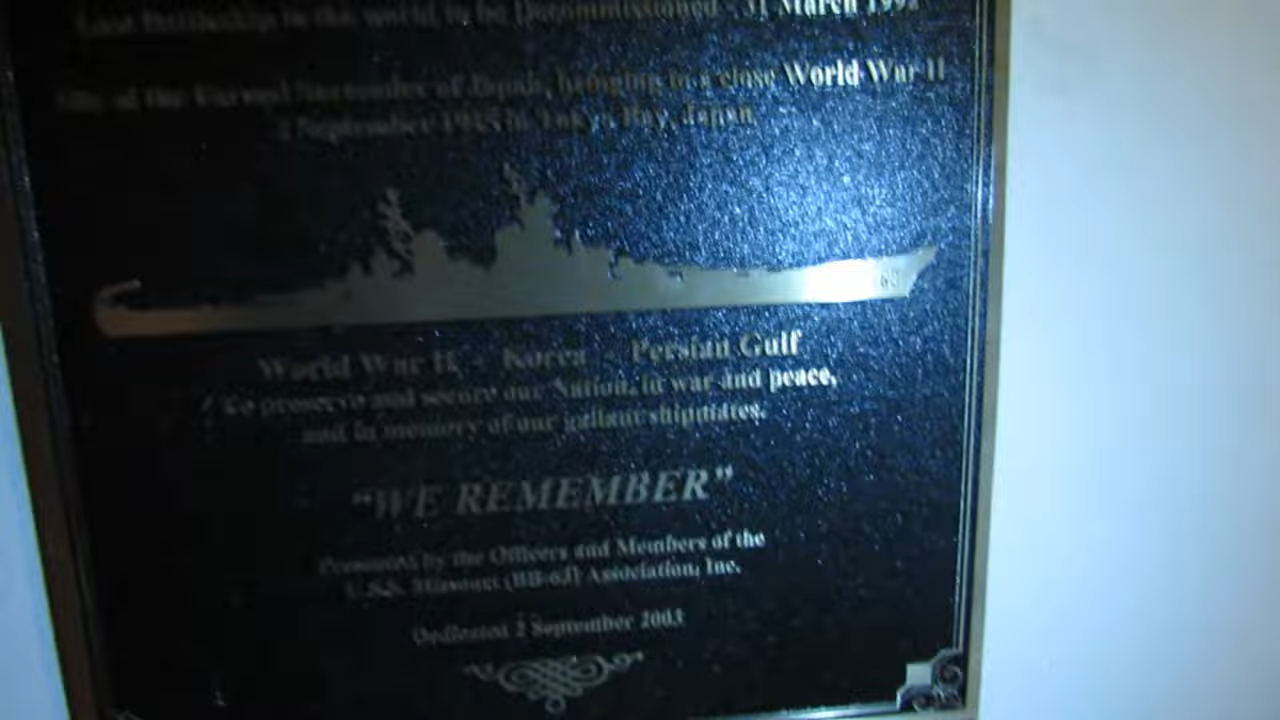 Last Battleship in the world to be Decommissioned - 31 March 1992
Site of the Formal Surrender of Japan, bringing to a close World War II
2 September 1945 in Tokyo Bay, Japan
63
World War II - Korea - Persian Gulf
To preserve and secure our Nation, in war and peace,
and in memory of our gallant shipmates.
"WE REMEMBER"
Presented by the Officers and Members of the
U.S.S. Missouri (BB-63) Association, Inc.
Dedicated 2 September 2003